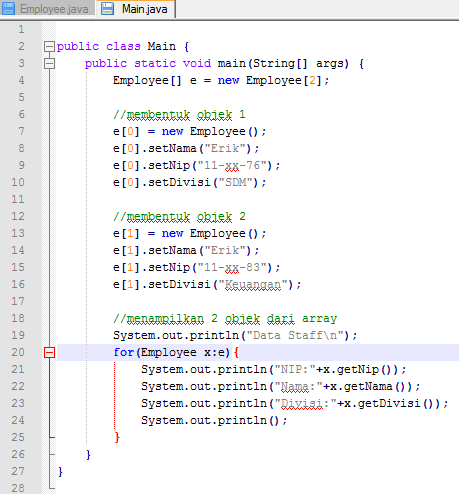 Employee.java Main.java
1
2 public class Main {
3 public static void main(String[] args) {
4 Employee[] e = new Employee[2];
5
6 //membentuk objek 1
7 e[0] = new Employee();
8 e[0].setNama("Erik");
9 e[0].setNip("11-xx-76");
10 e[0].setDivisi("SDM");
11
12 //membentuk objek 2
13 e[1] = new Employee();
14 e[1].setNama("Erik");
15 e[1].setNip("11-xx-83");
16 e[1].setDivisi("Keuangan");
17
18 //menampilkan 2 objek dari array
19 System.out.println("Data Staff\n");
20 for(Employee x:e){
21 System.out.println("NIP:"+x.getNip());
22 System.out.println("Nama:"+x.getNama());
23 System.out.println("Divisi:"+x.getDivisi());
24 System.out.println();
25 }
26 }
27 }
28